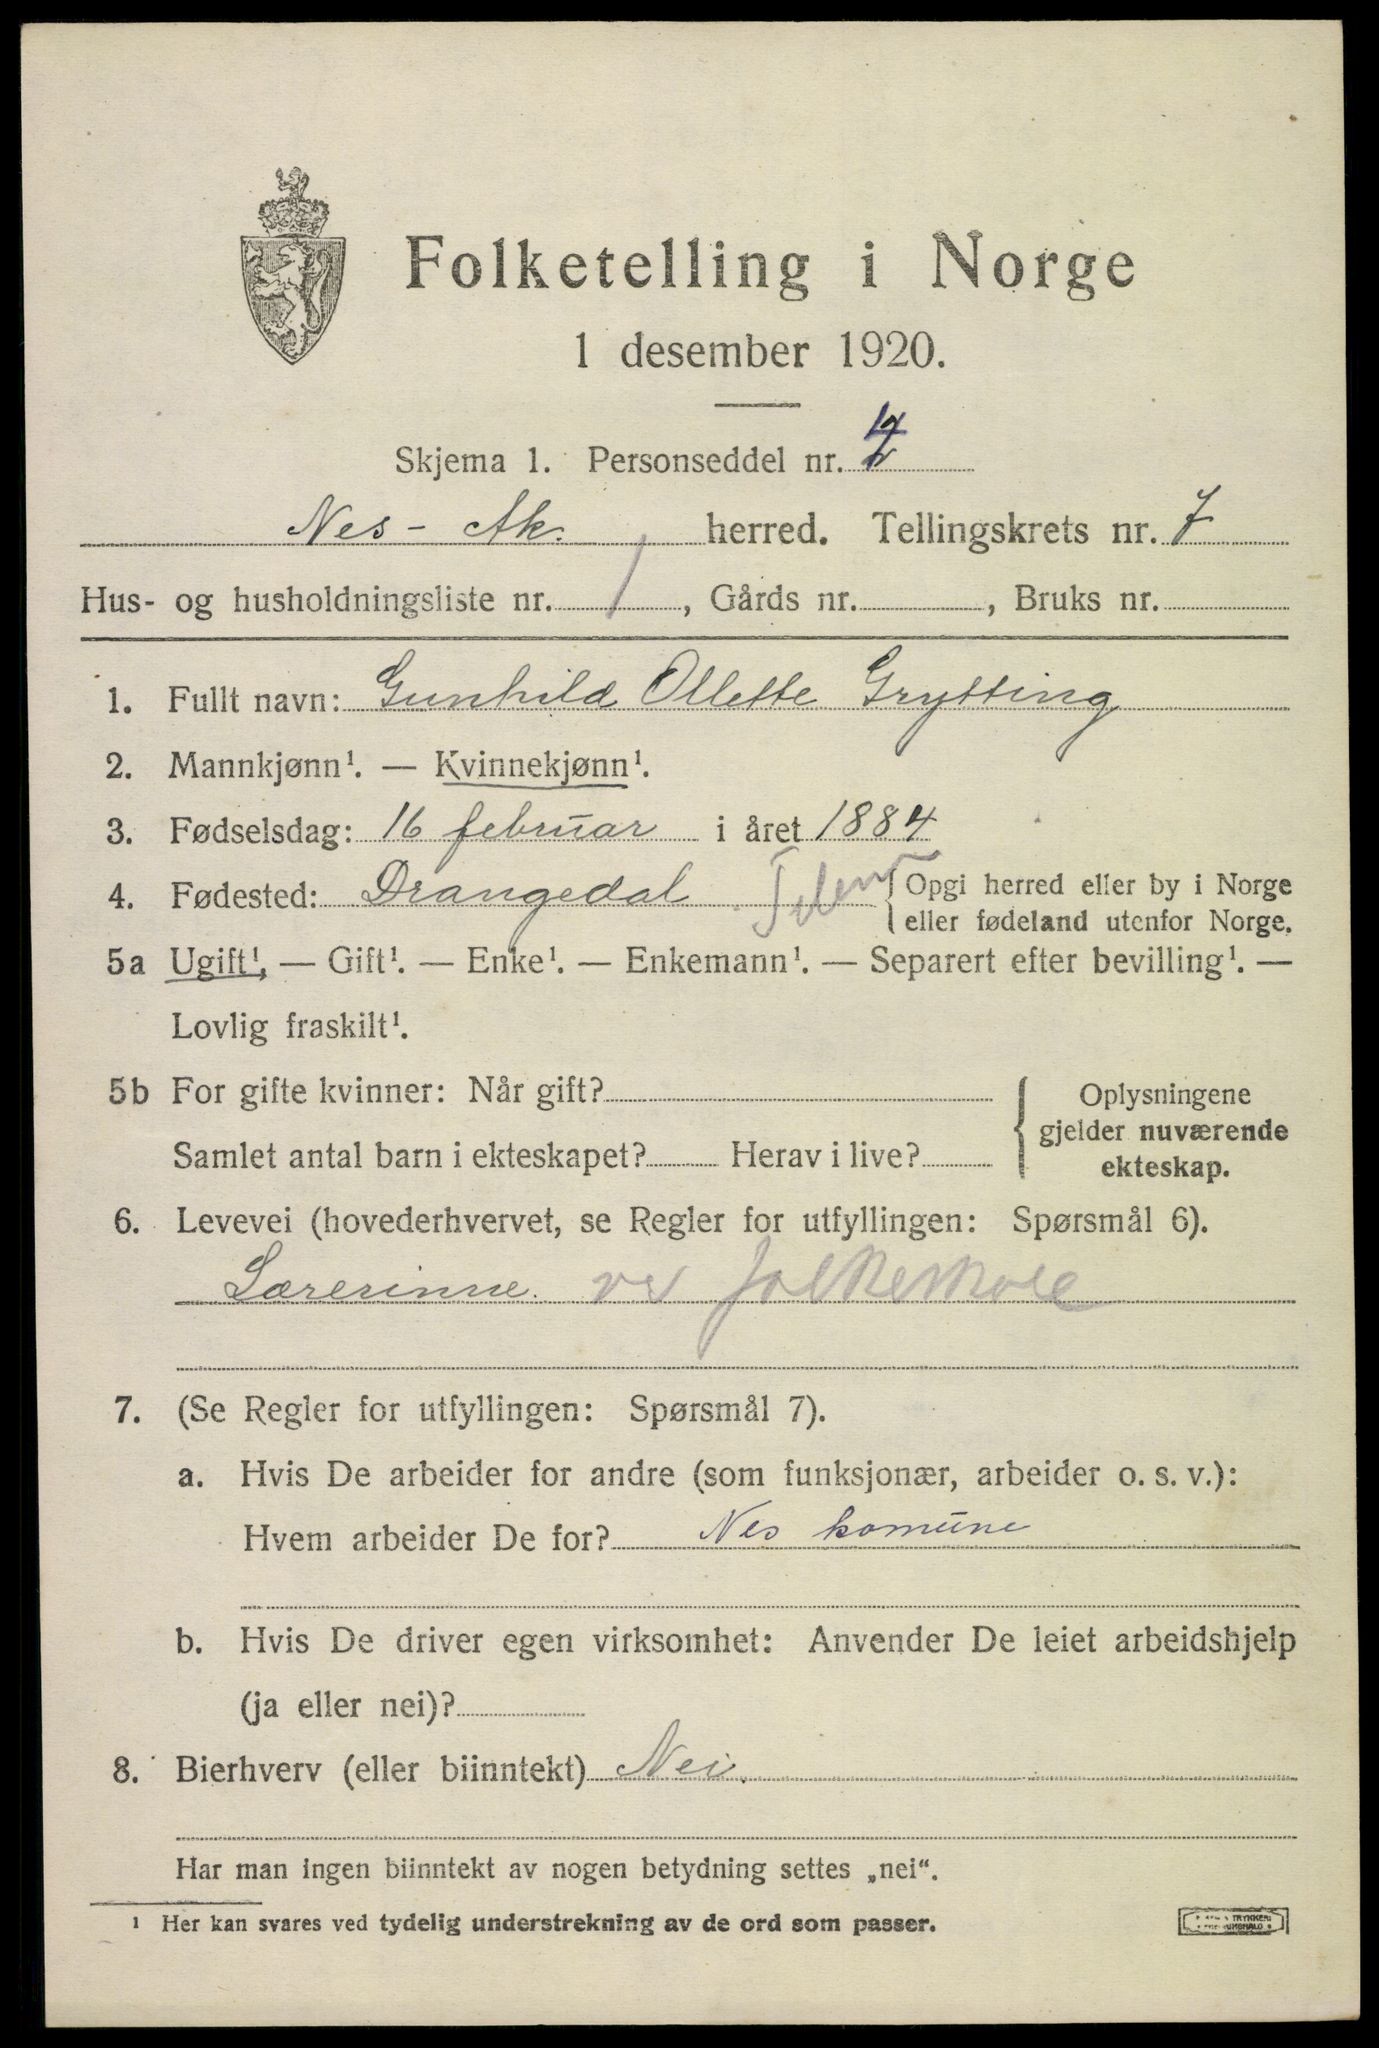 Folketelling i Norge
1 desember 1920.
Skjema 1. Personseddel nr.
Nes - Ak. herred. Tellingskrets nr. 7
Hus- og husholdningsliste nr. 1, Gårds nr. , Bruks nr.
1. Fullt navn: Gunhild Ollette Grytting
2. Mannkjønn¹. — Kvinnekjønn¹.
3. Fødselsdag: 16 februar i året 1884
4. Fødested: Drangedal Telem
Opgi herred eller by i Norge
eller fødeland utenfor Norge.
5a Ugift¹, — Gift¹. — Enke¹. — Enkemann¹. — Separert efter bevilling¹. —
Lovlig fraskilt¹.
5b For gifte kvinner: Når gift?
Samlet antal barn i ekteskapet? Herav i live?
Oplysningene
gjelder nuværende
ekteskap.
6. Levevei (hovederhvervet, se Regler for utfyllingen: Spørsmål 6).
Lærerinne. ve folkeskole
7. (Se Regler for utfyllingen: Spørsmål 7).
a. Hvis De arbeider for andre (som funksjonær, arbeider o. s. v.):
Hvem arbeider De for? Nes komune
b. Hvis De driver egen virksomhet: Anvender De leiet arbeidshjelp
(ja eller nei)?
8. Bierhverv (eller biinntekt) Nei.
Har man ingen biinntekt av nogen betydning settes „nei“.
¹ Her kan svares ved tydelig understrekning av de ord som passer.